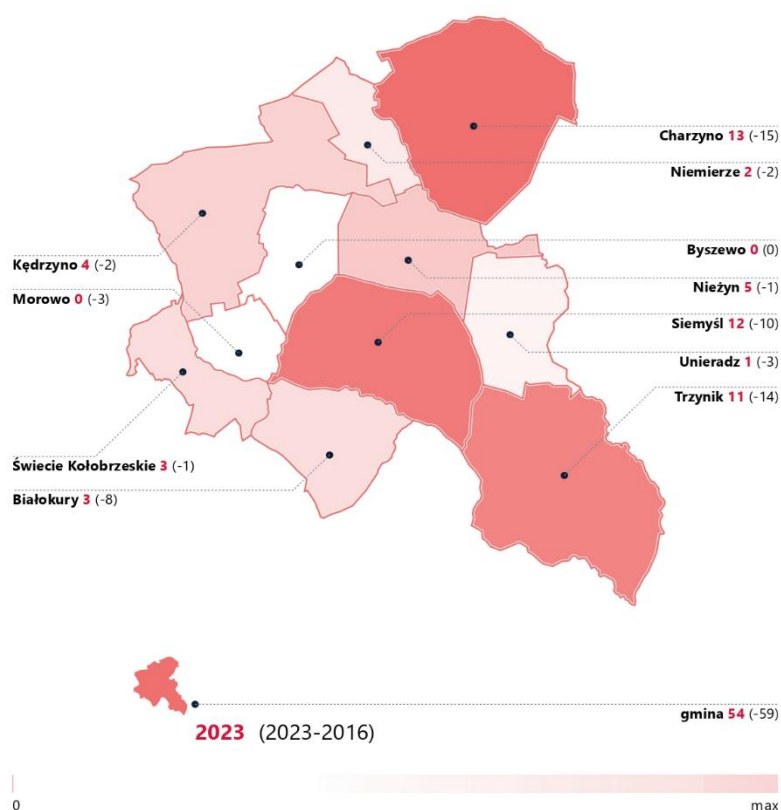 Charzyno 13 (-15)
Niemierze 2 (-2)
Byszewo 0 (0)
Kędrzyno 4 (-2)
Nieżyn 5 (-1)
Morowo 0 (-3)
Siemyśl 12 (-10)
Unieradz 1 (-3)
Trzynik 11 (-14)
Świecie Kołobrzeskie 3 (-1)
Białokury 3 (-8)
gmina 54 (-59)
2023 (2023-2016)
0 max